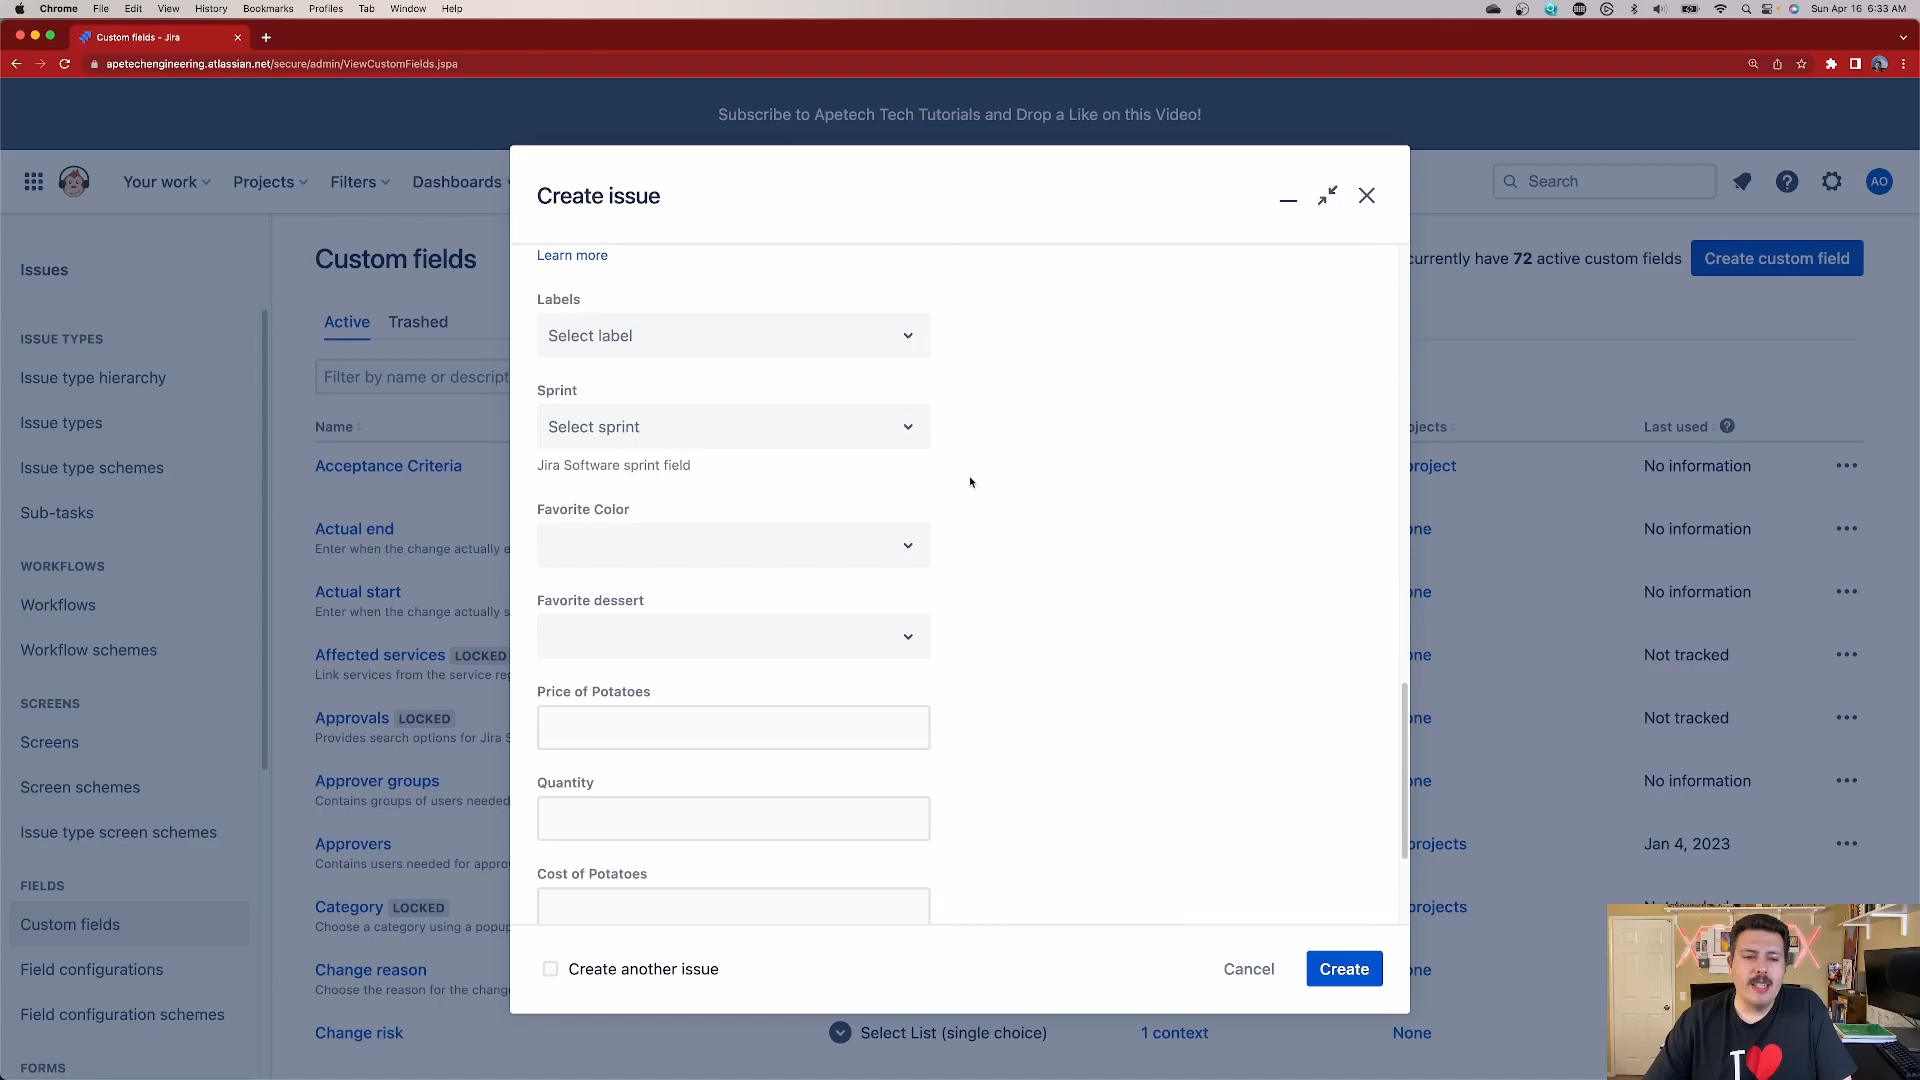 Chrome File Edit View History Bookmarks Profiles Tab Window Help Sun Apr 16 6:33 AM
Custom fields - Jira
apetechengineering.atlassian.net/secure/admin/ViewCustomFields.jspa
Subscribe to Apetech Tech Tutorials and Drop a Like on this Video!
Your work Projects Filters Dashboards Search AO
Create issue
Custom fields
currently have 72 active custom fields
Create custom field
Issues
Active Trashed
ISSUE TYPES
Issue type hierarchy
Issue types
Issue type schemes
Sub-tasks
WORKFLOWS
Workflows
Workflow schemes
SCREENS
Screens
Screen schemes
Issue type screen schemes
FIELDS
Custom fields
Field configurations
Field configuration schemes
FORMS
Filter by name or descript
Name
Acceptance Criteria
Actual end
Enter when the change actually e
Actual start
Enter when the change actually s
Affected services LOCKED
Link services from the service reg
Approvals LOCKED
Provides search options for Jira S
Approver groups
Contains groups of users needed
Approvers
Contains users needed for appro
Category LOCKED
Choose a category using a popup
Change reason
Choose the reason for the chang
Change risk
Select List (single choice)
1 context
None
Learn more
Labels
Select label
Sprint
Select sprint
Jira Software sprint field
Favorite Color
Favorite dessert
Price of Potatoes
Quantity
Cost of Potatoes
Create another issue
Cancel
Create
ojects Last used
project No information
one No information
one No information
one Not tracked
one Not tracked
one No information
projects Jan 4, 2023
projects
one
I